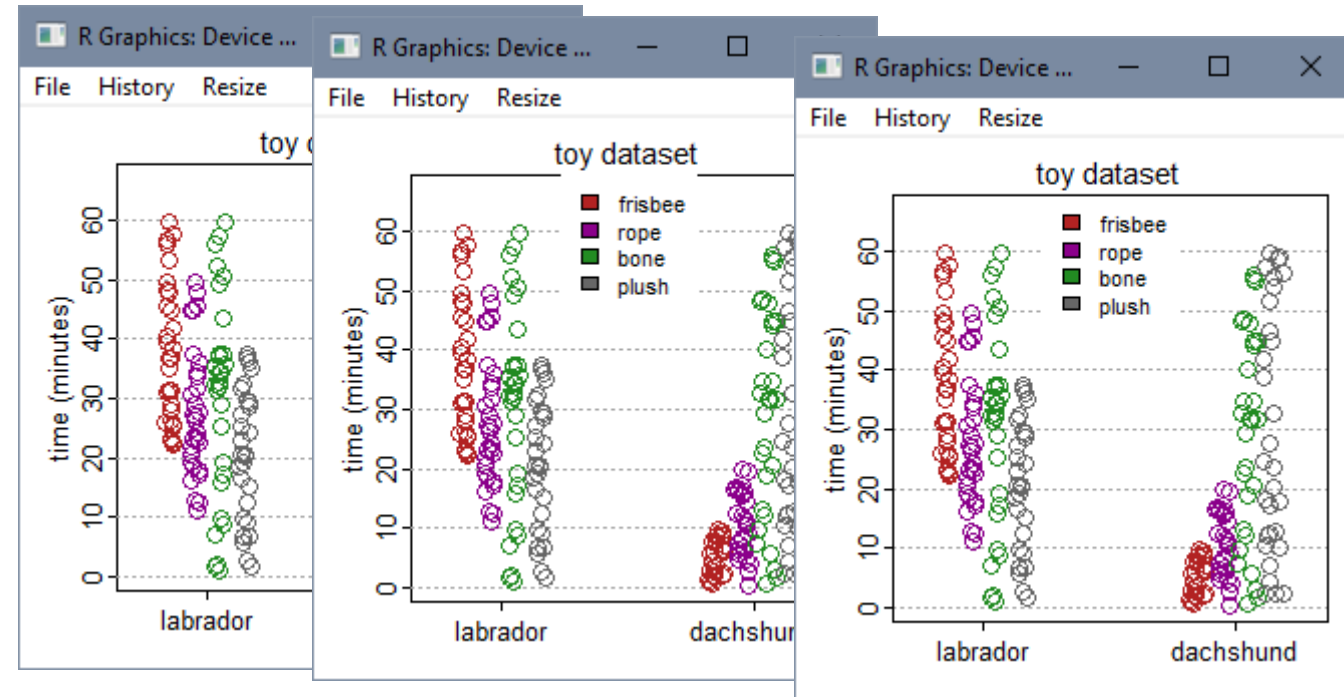 R Graphics: Device ...
File History Resize
toy
60
50
40
30
20
10
0
time (minutes)
labrador
R Graphics: Device ...
File History Resize
toy dataset
frisbee
rope
bone
plush
60
50
40
30
20
10
0
time (minutes)
labrador
dachshun
R Graphics: Device ...
File History Resize
toy dataset
frisbee
rope
bone
plush
60
50
40
30
20
10
0
time (minutes)
labrador
dachshund